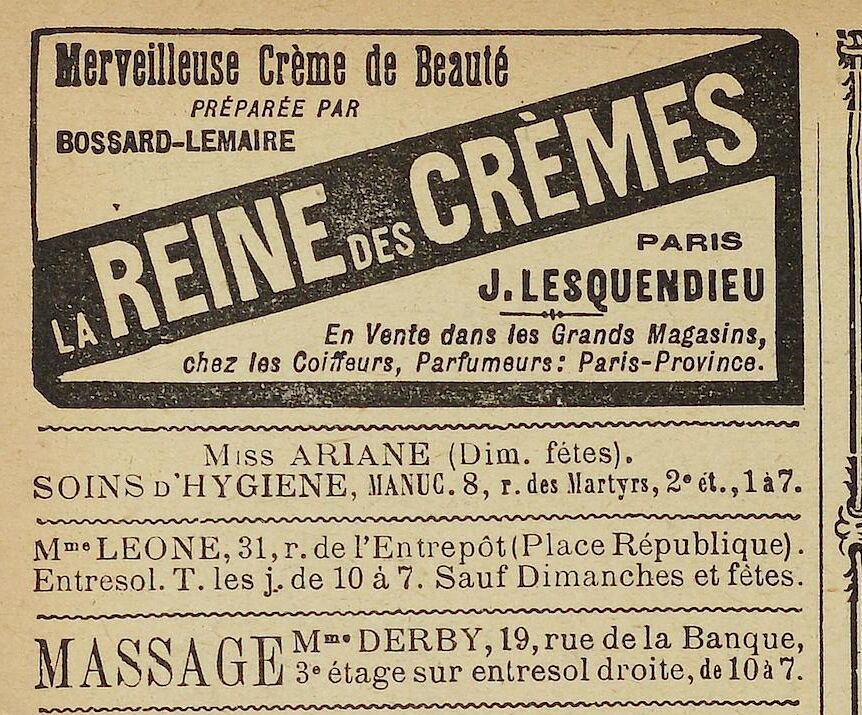 Merveilleuse Crème de Beauté
PRÉPARÉE PAR
BOSSARD-LEMAIRE
LA REINE DES CRÈMES
PARIS
J. LESQUENDIEU
En Vente dans les Grands Magasins,
chez les Coiffeurs, Parfumeurs: Paris-Province.
Miss ARIANE (Dim. fétes).
SOINS D'HYGIENE, MANUC. 8, r. des Martyrs, 2e ét., 1 à 7.
Mme LEONE, 31, r. de l'Entrepôt (Place République).
Entresol. T. les j. de 10 à 7. Sauf Dimanches et fêtes.
MASSAGE Mme DERBY, 19, rue de la Banque,
3e étage sur entresol droite, de 10 à 7.